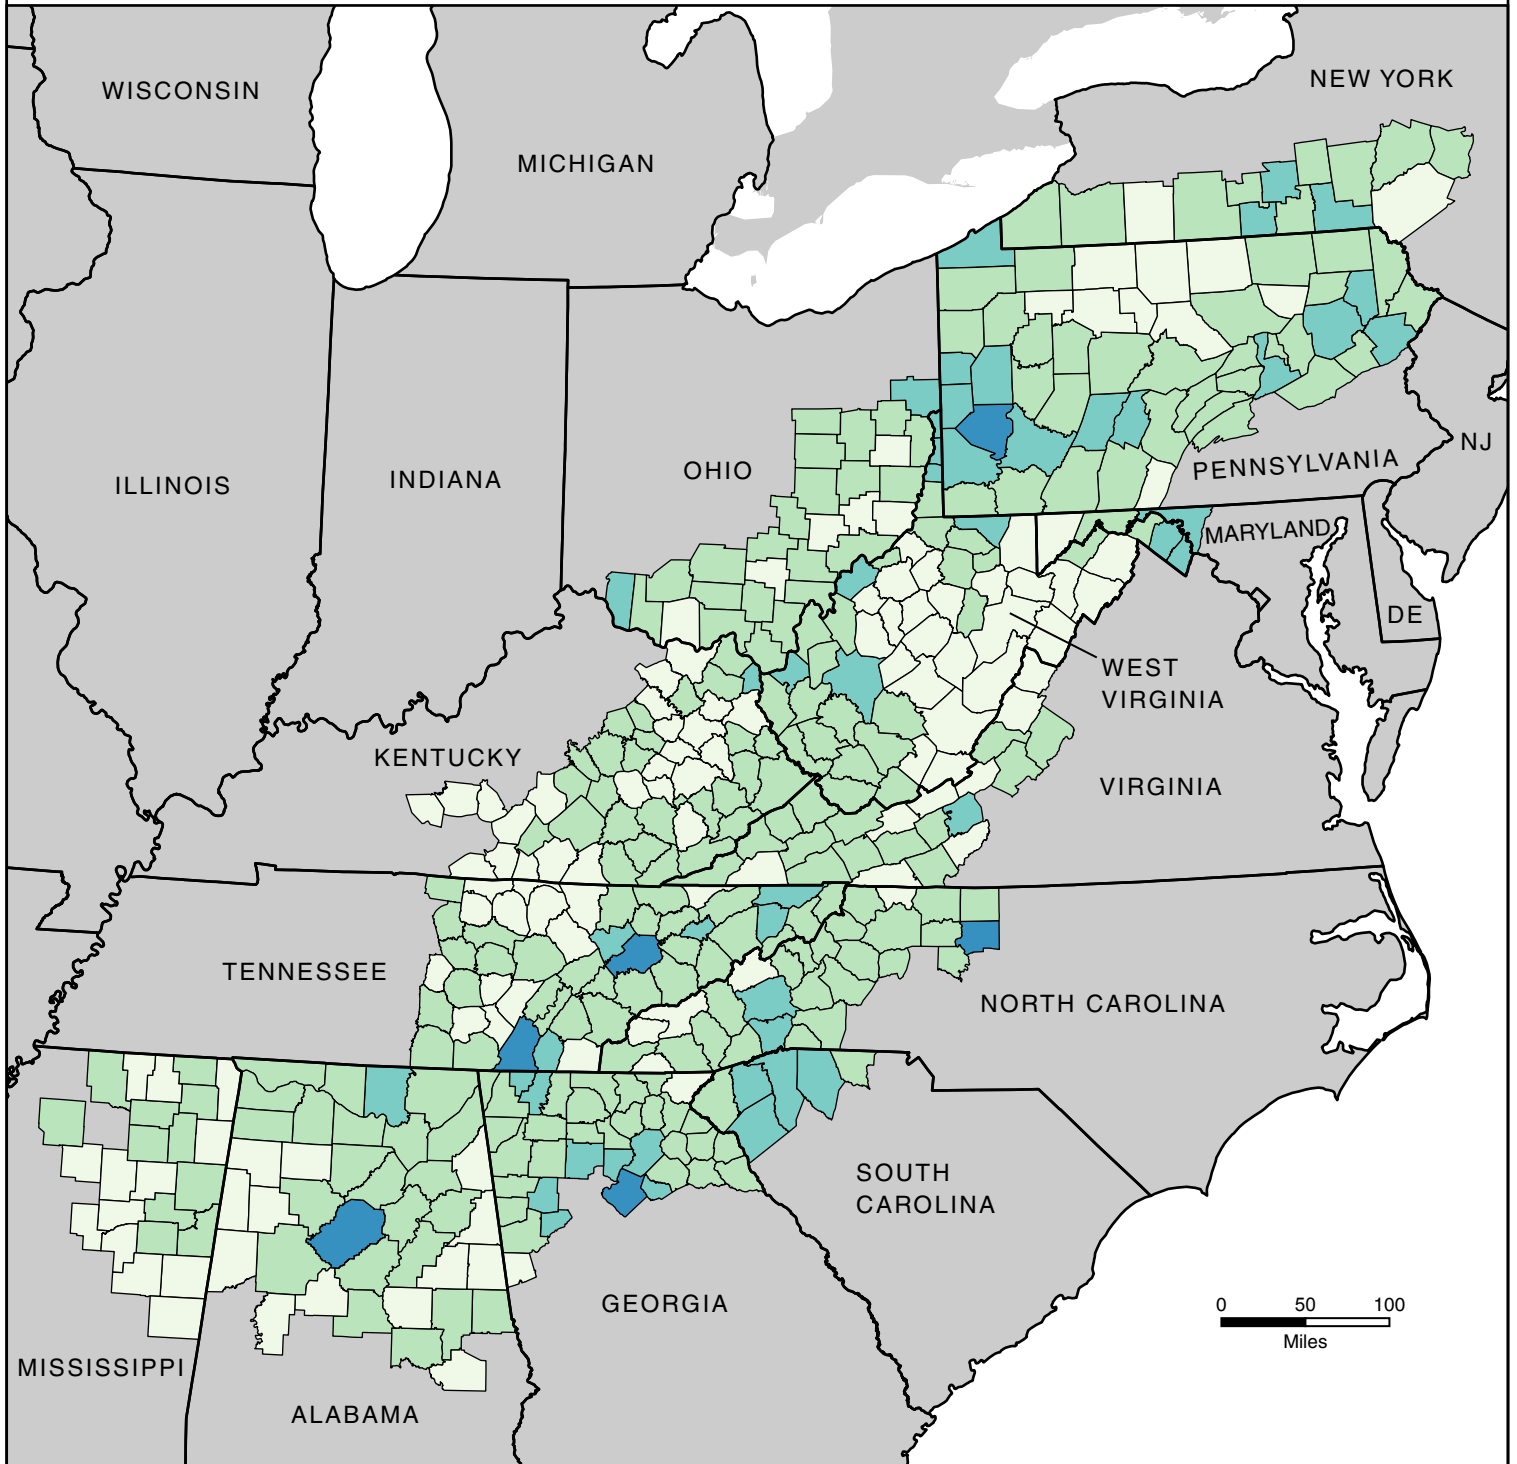 NEW YORK
WISCONSIN
MICHIGAN
NJ
PENNSYLVANIA
OHIO
INDIANA
ILLINOIS
MARYLAND
DE
WEST
VIRGINIA
KENTUCKY
VIRGINIA
TENNESSEE
NORTH CAROLINA
SOUTH
CAROLINA
GEORGIA
0 50 100
Miles
MISSISSIPPI
ALABAMA